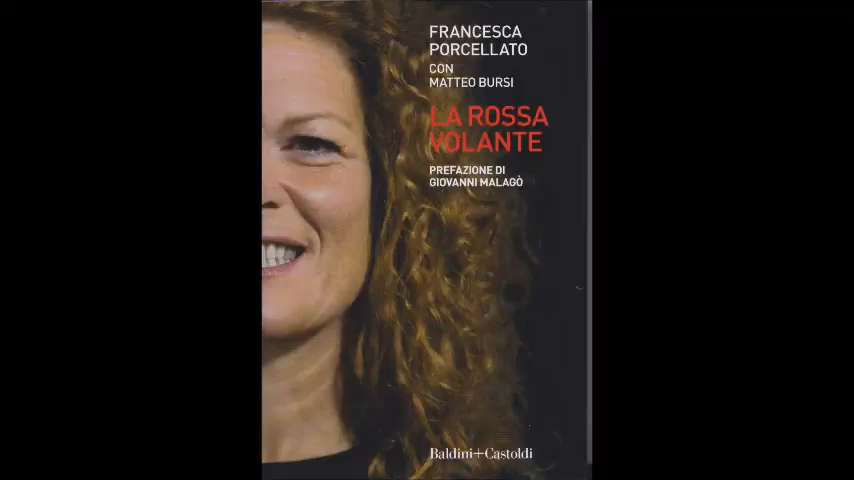 FRANCESCA
PORCELLATO
CON
MATTEO BURSI
LA ROSSA
VOLANTE
PREFAZIONE DI
GIOVANNI MALAGÒ
Baldini+Castoldi